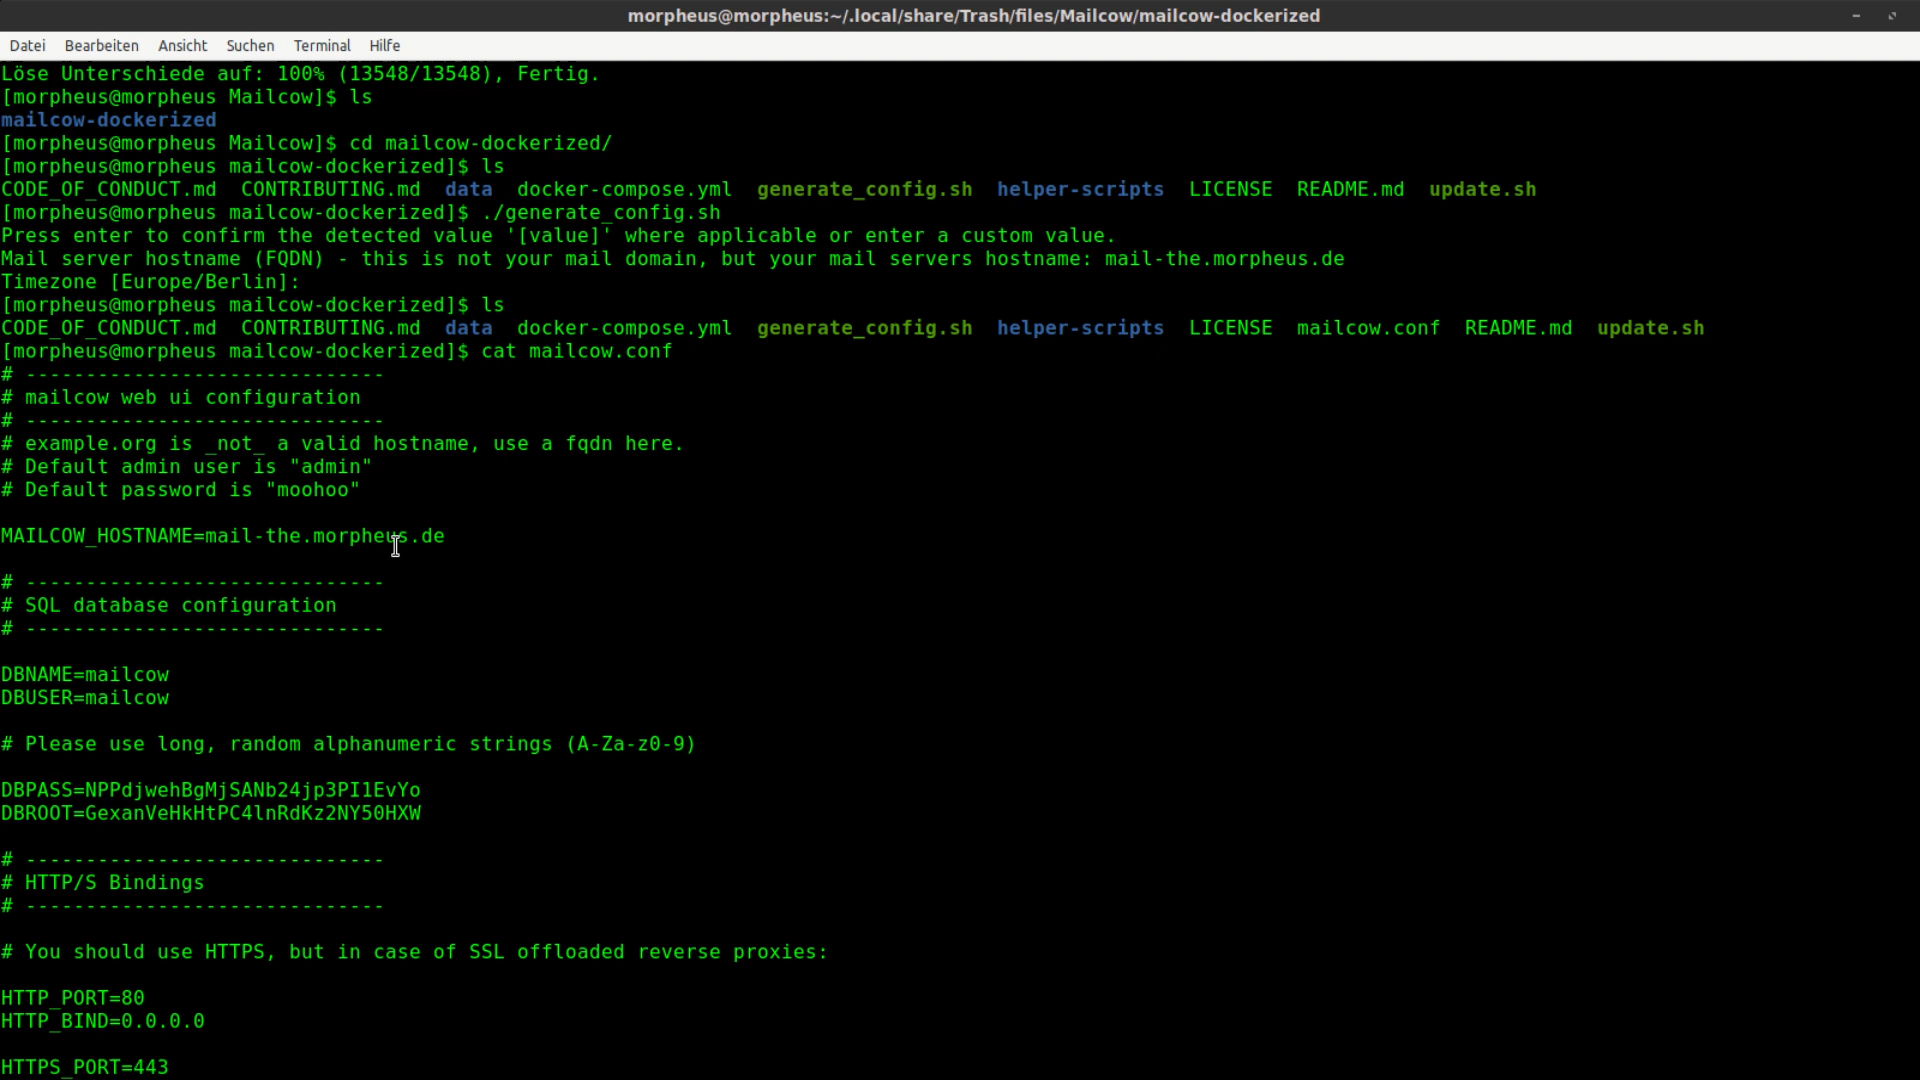 morpheus@morpheus:~/.local/share/Trash/files/Mailcow/mailcow-dockerized
Datei Bearbeiten Ansicht Suchen Terminal Hilfe
Löse Unterschiede auf: 100% (13548/13548), Fertig.
[morpheus@morpheus Mailcow]$ ls
mailcow-dockerized
[morpheus@morpheus Mailcow]$ cd mailcow-dockerized/
[morpheus@morpheus mailcow-dockerized]$ ls
CODE_OF_CONDUCT.md CONTRIBUTING.md data docker-compose.yml generate_config.sh helper-scripts LICENSE README.md update.sh
[morpheus@morpheus mailcow-dockerized]$ ./generate_config.sh
Press enter to confirm the detected value '[value]' where applicable or enter a custom value.
Mail server hostname (FQDN) - this is not your mail domain, but your mail servers hostname: mail-the.morpheus.de
Timezone [Europe/Berlin]:
[morpheus@morpheus mailcow-dockerized]$ ls
CODE_OF_CONDUCT.md CONTRIBUTING.md data docker-compose.yml generate_config.sh helper-scripts LICENSE mailcow.conf README.md update.sh
[morpheus@morpheus mailcow-dockerized]$ cat mailcow.conf
# ------------------------------
# mailcow web ui configuration
# ------------------------------
# example.org is _not_ a valid hostname, use a fqdn here.
# Default admin user is "admin"
# Default password is "moohoo"
MAILCOW_HOSTNAME=mail-the.morpheus.de
# ------------------------------
# SQL database configuration
# ------------------------------
DBNAME=mailcow
DBUSER=mailcow
# Please use long, random alphanumeric strings (A-Za-z0-9)
DBPASS=NPPdjwehBgMjSANb24jp3PI1EvYo
DBROOT=GexanVeHkHtPC4lnRdKz2NY50HXW
# ------------------------------
# HTTP/S Bindings
# ------------------------------
# You should use HTTPS, but in case of SSL offloaded reverse proxies:
HTTP_PORT=80
HTTP_BIND=0.0.0.0
HTTPS_PORT=443